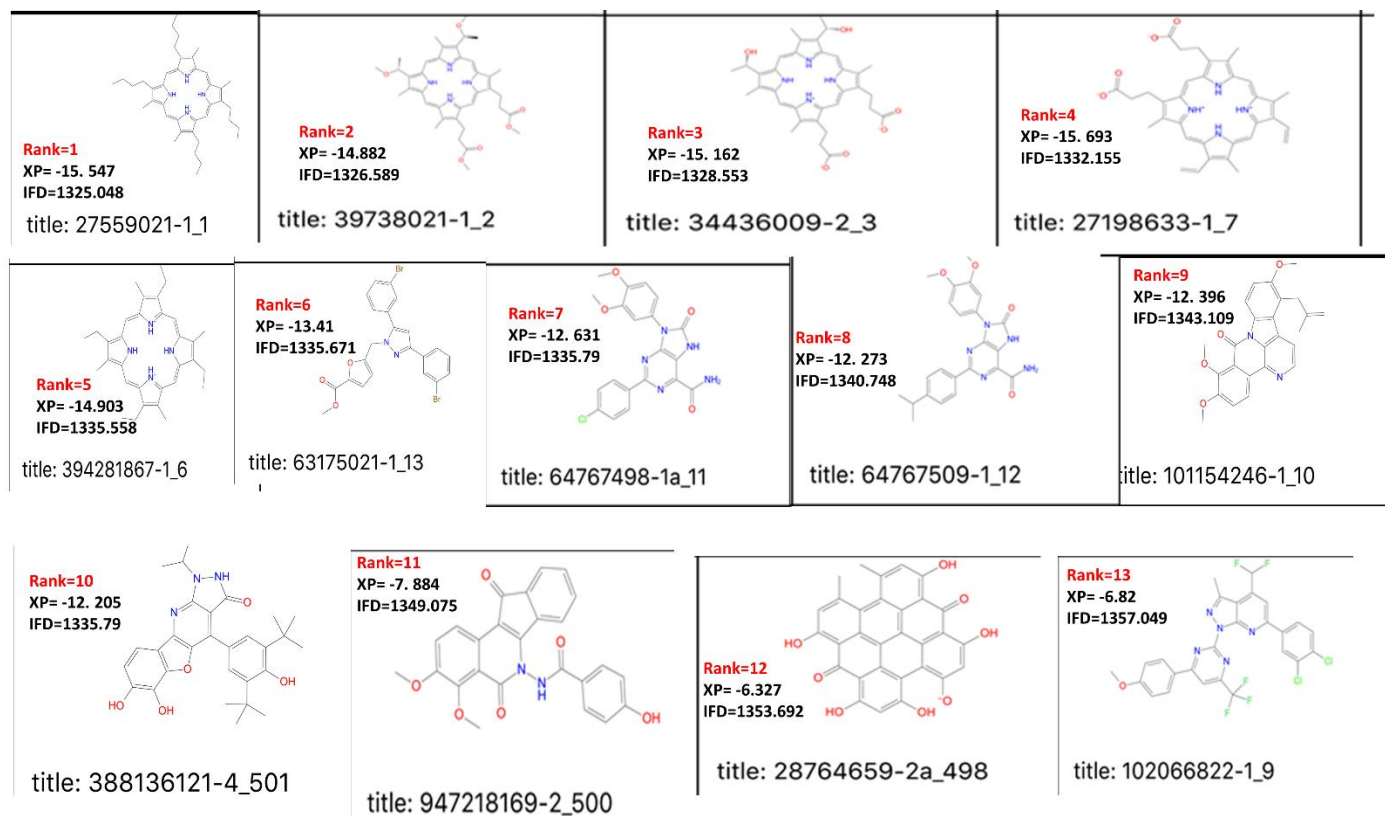 Rank=1
XP= -15. 547
IFD=1325.048
title: 27559021-1_1
Rank=2
XP= -14.882
IFD=1326.589
title: 39738021-1_2
Rank=3
XP= -15. 162
IFD=1328.553
title: 34436009-2_3
Rank=4
XP= -15. 693
IFD=1332.155
title: 27198633-1_7
Rank=5
XP= -14.903
IFD=1335.558
title: 394281867-1_6
Rank=6
XP= -13.41
IFD=1335.671
title: 63175021-1_13
Rank=7
XP= -12. 631
IFD=1335.79
title: 64767498-1a_11
Rank=8
XP= -12. 273
IFD=1340.748
title: 64767509-1_12
Rank=9
XP= -12. 396
IFD=1343.109
title: 101154246-1_10
Rank=10
XP= -12. 205
IFD=1335.79
title: 388136121-4_501
Rank=11
XP= -7. 884
IFD=1349.075
title: 947218169-2_500
Rank=12
XP= -6.327
IFD=1353.692
title: 28764659-2a_498
Rank=13
XP= -6.82
IFD=1357.049
title: 102066822-1_9